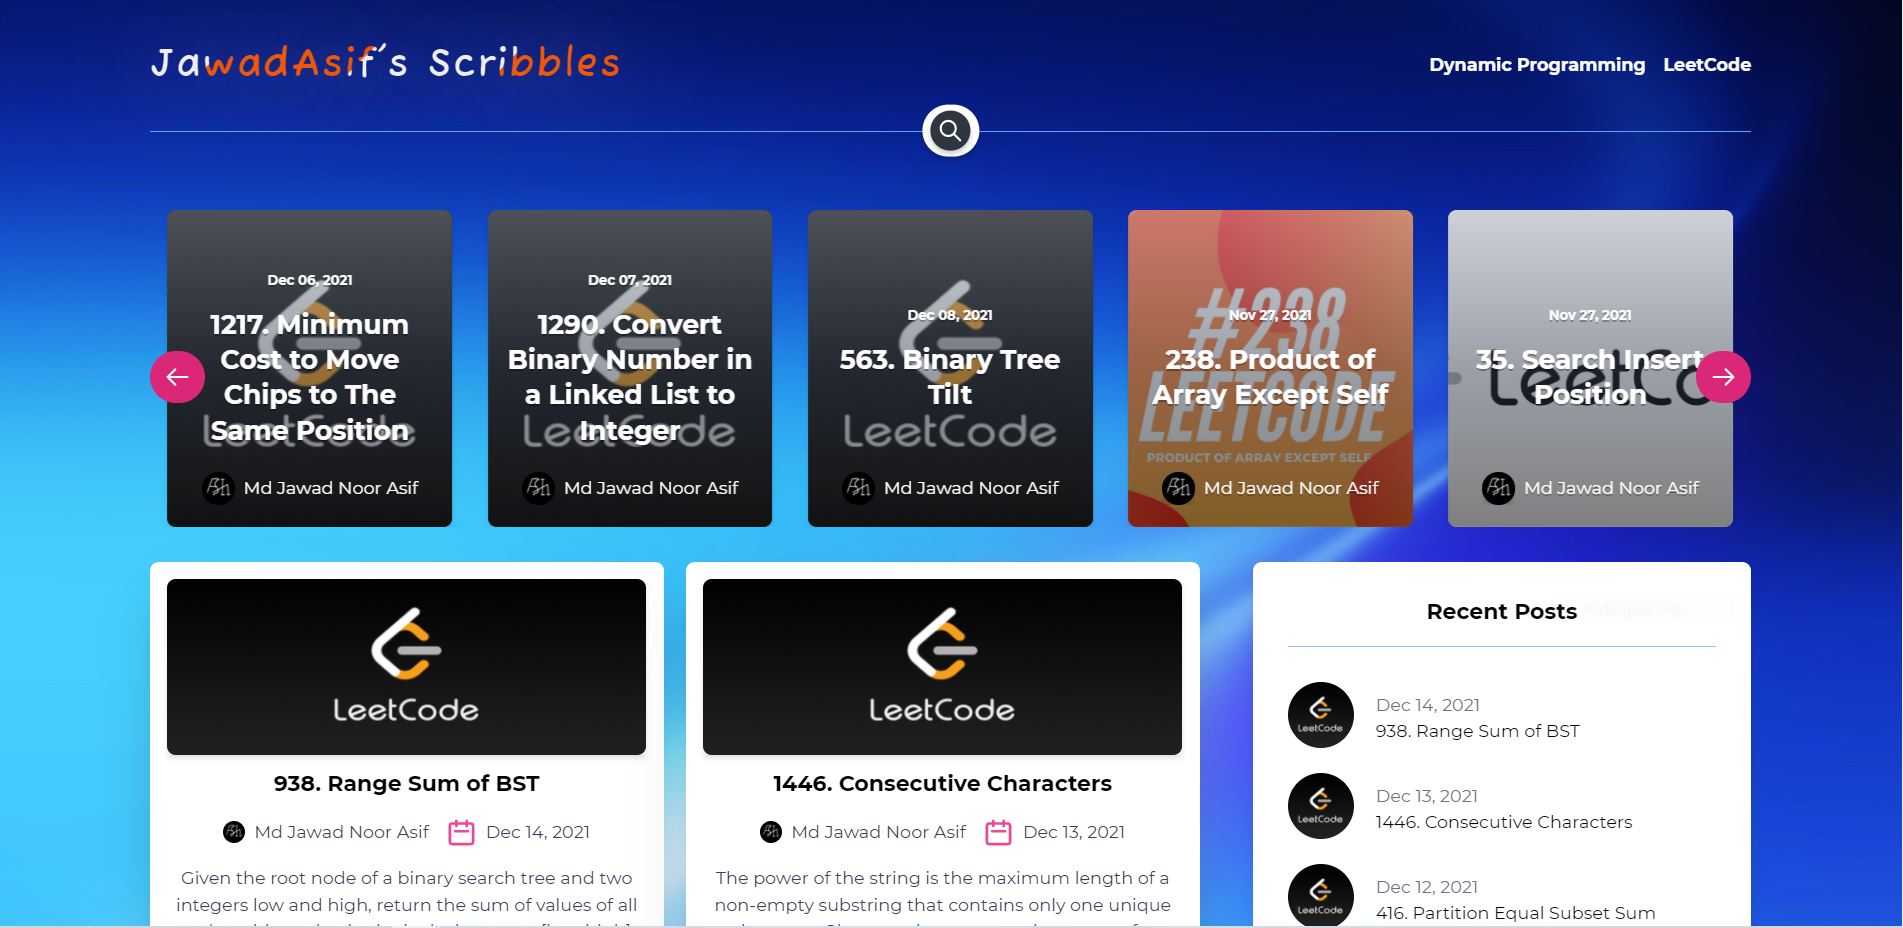 JawadAsif's Scribbles
Dynamic Programming LeetCode
Dec 06, 2021
1217. Minimum
Cost to Move
Chips to The
Same Position
LeetCode
Md Jawad Noor Asif
Dec 07, 2021
1290. Convert
Binary Number in
a Linked List to
Integer
LeetCode
Md Jawad Noor Asif
Dec 08, 2021
563. Binary Tree
Tilt
LeetCode
Md Jawad Noor Asif
#238
Nov 27, 2021
238. Product of
Array Except Self
LEETCODE
PRODUCT OF ARRAY EXCEPT SELF
Md Jawad Noor Asif
Nov 27, 2021
35. Search Insert
Position
LeetCo
Md Jawad Noor Asif
LeetCode
938. Range Sum of BST
Md Jawad Noor Asif Dec 14, 2021
Given the root node of a binary search tree and two
integers low and high, return the sum of values of all
LeetCode
1446. Consecutive Characters
Md Jawad Noor Asif Dec 13, 2021
The power of the string is the maximum length of a
non-empty substring that contains only one unique
Recent Posts
Rectangular Snip
LeetCode
Dec 14, 2021
938. Range Sum of BST
LeetCode
Dec 13, 2021
1446. Consecutive Characters
LeetCode
Dec 12, 2021
416. Partition Equal Subset Sum